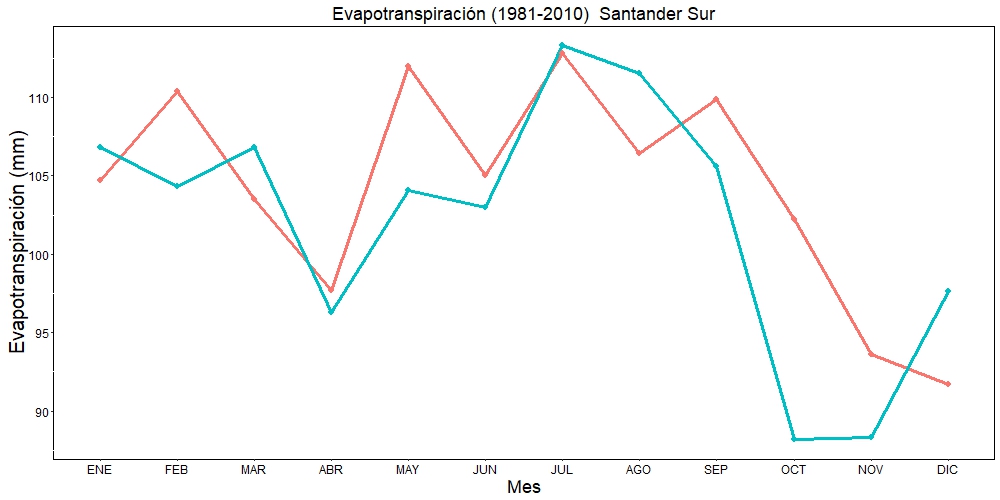 Evapotranspiración (1981-2010)  Santander Sur
Evapotranspiración (mm)
110
105
100
95
90
ENE FEB MAR ABR MAY JUN JUL AGO SEP OCT NOV DIC
Mes